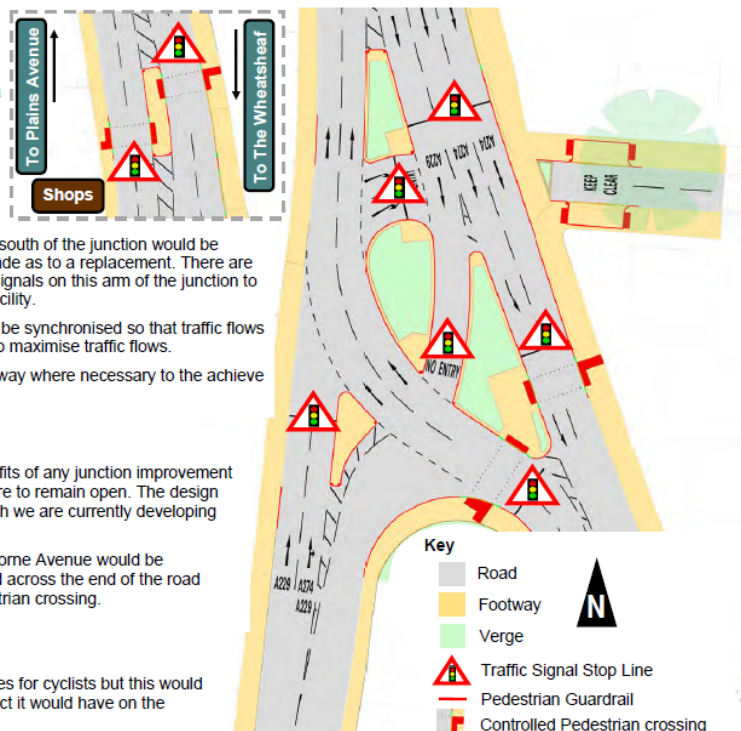 To Plains Avenue
To The Wheatsheaf
Shops
south of the junction would be
ade as to a replacement. There are
signals on this arm of the junction to
cility.
be synchronised so that traffic flows
o maximise traffic flows.
way where necessary to the achieve
fits of any junction improvement
re to remain open. The design
h we are currently developing
orne Avenue would be
l across the end of the road
trian crossing.
es for cyclists but this would
ct it would have on the
A229 A274 A274
KEEP
CLEAR
NO ENTRY
A229 A274
A229
Key
Road
Footway
Verge
N
Traffic Signal Stop Line
Pedestrian Guardrail
Controlled Pedestrian crossing